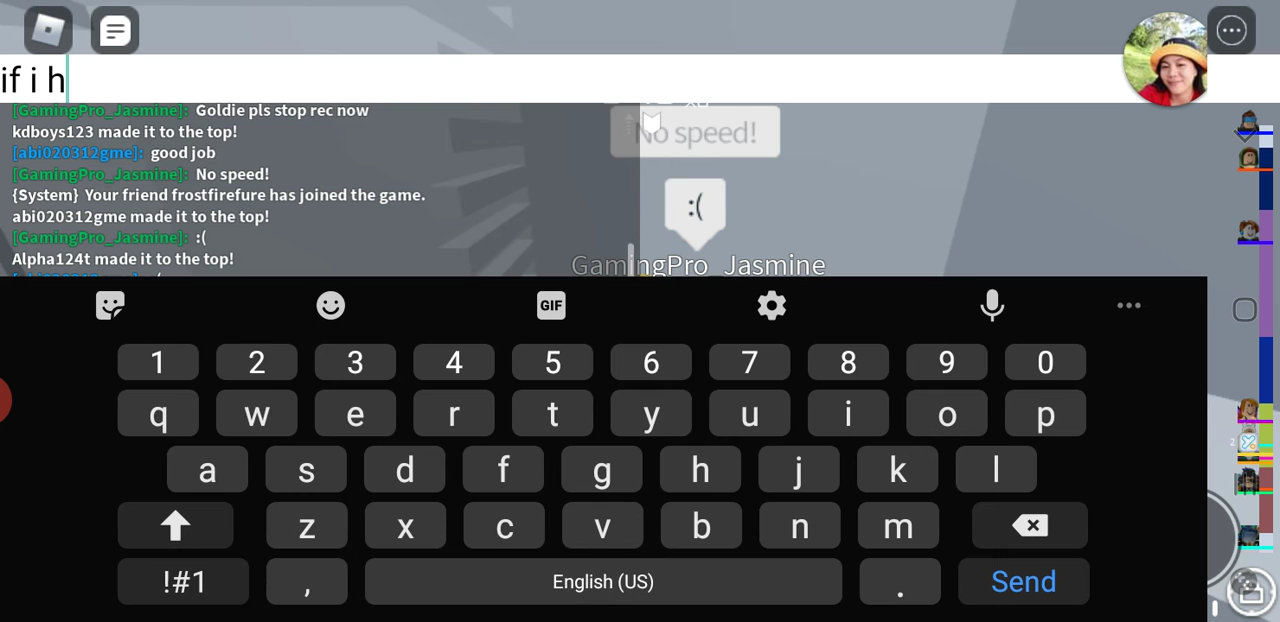 if i h
[GamingPro_Jasmine]: Goldie pls stop rec now
kdboys123 made it to the top!
[abi020312gme]: good job
[GamingPro_Jasmine]: No speed!
{System} Your friend frostfirefure has joined the game.
abi020312gme made it to the top!
[GamingPro_Jasmine]: :(
Alpha124t made it to the top!
No speed!
:(
GamingPro_Jasmine
GIF
1 2 3 4 5 6 7 8 9 0
q w e r t y u i o p
a s d f g h j k l
z x c v b n m
!#1 , English (US) . Send
2